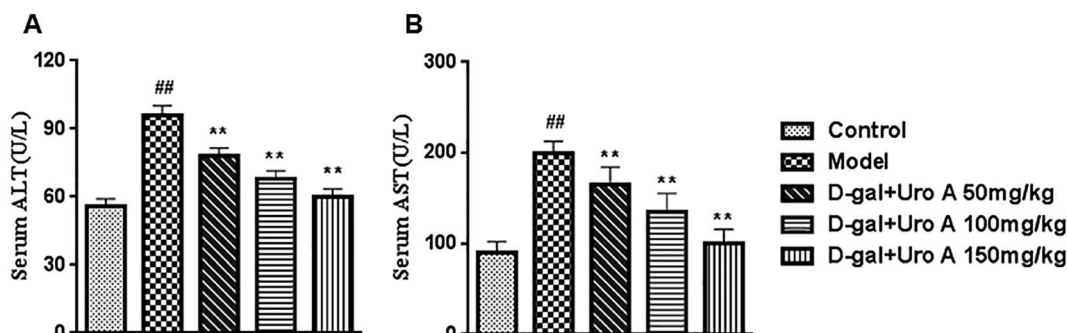 A
Serum ALT(U/L)
120
90
60
30
0
##
**
**
**
B
Serum AST(U/L)
300
200
100
0
##
**
**
**
Control
Model
D-gal+Uro A 50mg/kg
D-gal+Uro A 100mg/kg
D-gal+Uro A 150mg/kg